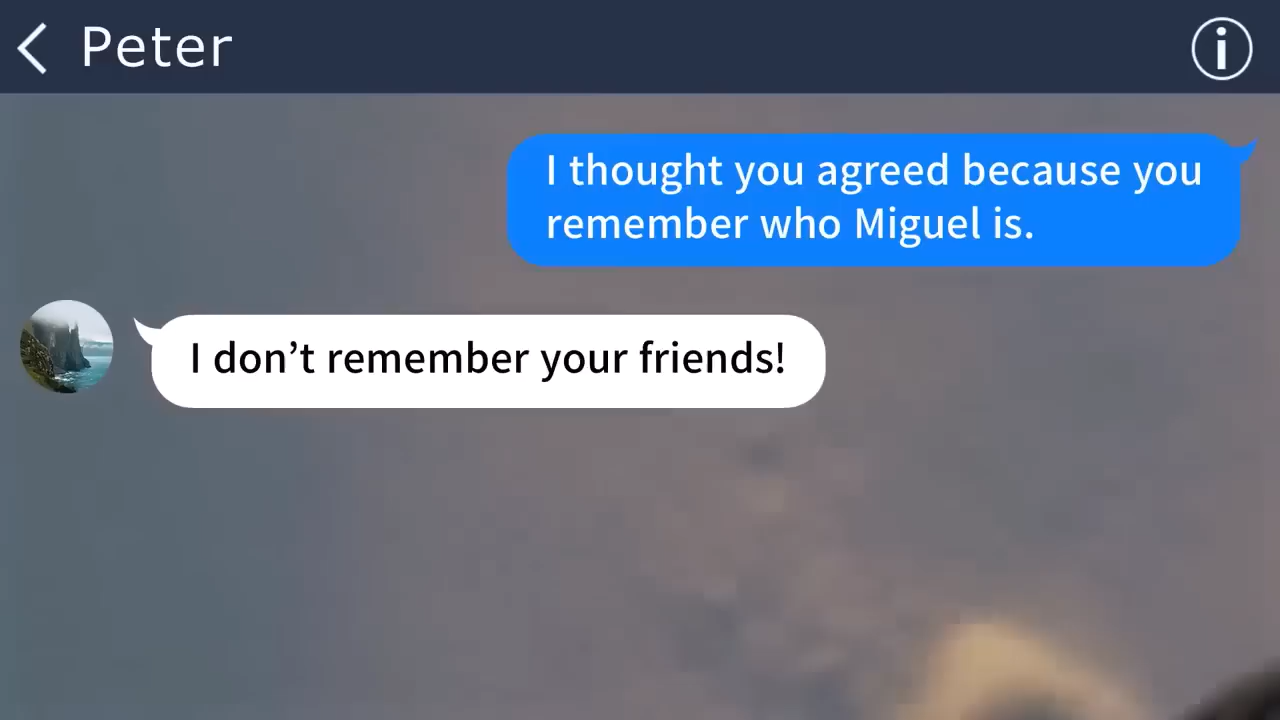 Peter
I thought you agreed because you
remember who Miguel is.
I don’t remember your friends!